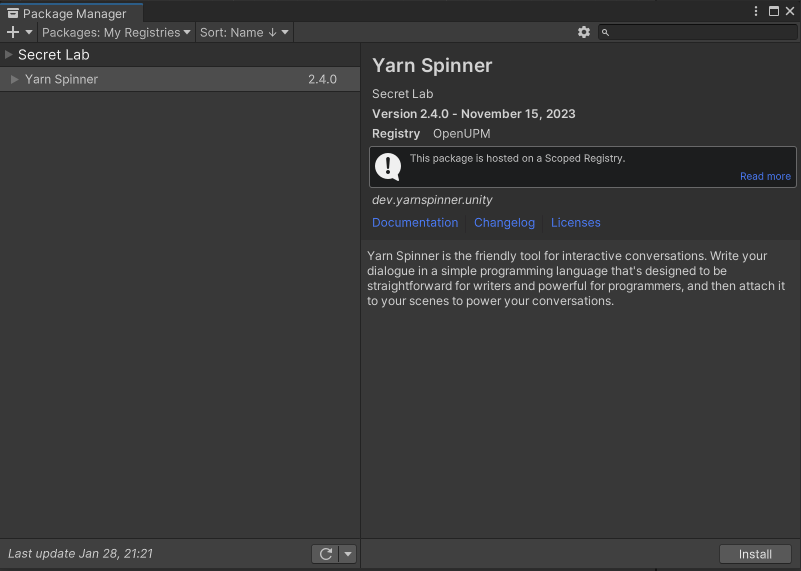 Package Manager
Packages: My Registries
Sort: Name ↓
Secret Lab
Yarn Spinner 2.4.0
Yarn Spinner
Secret Lab
Version 2.4.0 - November 15, 2023
Registry OpenUPM
This package is hosted on a Scoped Registry.
Read more
dev.yarnspinner.unity
Documentation Changelog Licenses
Yarn Spinner is the friendly tool for interactive conversations. Write your
dialogue in a simple programming language that's designed to be
straightforward for writers and powerful for programmers, and then attach it
to your scenes to power your conversations.
Last update Jan 28, 21:21
Install